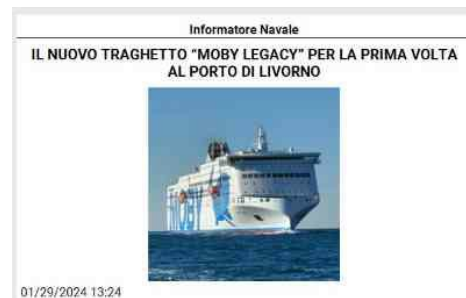 Informatore Navale
IL NUOVO TRAGHETTO “MOBY LEGACY” PER LA PRIMA VOLTA
AL PORTO DI LIVORNO
01/29/2024 13:24